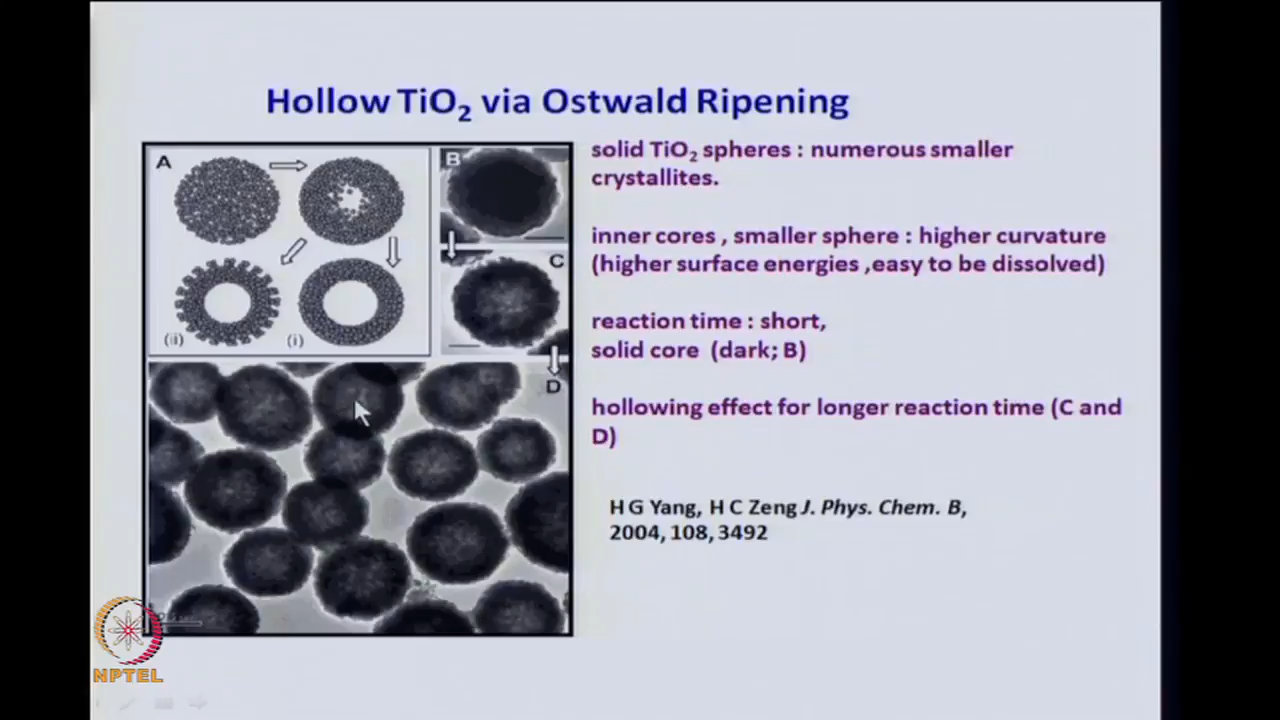 Hollow TiO₂ via Ostwald Ripening
A
B
C
(ii)
(i)
D
solid TiO₂ spheres : numerous smaller
crystallites.
inner cores , smaller sphere : higher curvature
(higher surface energies ,easy to be dissolved)
reaction time : short,
solid core (dark; B)
hollowing effect for longer reaction time (C and
D)
H G Yang, H C Zeng J. Phys. Chem. B,
2004, 108, 3492
NPTEL